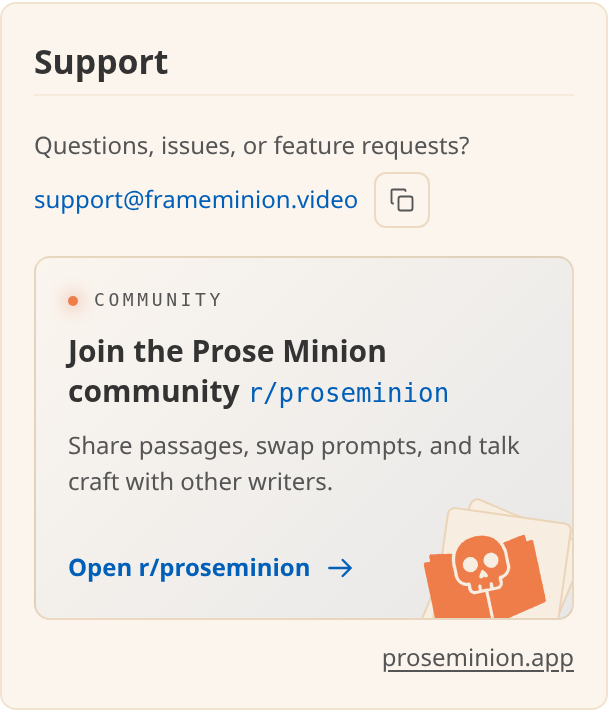 Support
Questions, issues, or feature requests?
support@frameminion.video
COMMUNITY
Join the Prose Minion
community r/proseminion
Share passages, swap prompts, and talk
craft with other writers.
Open r/proseminion →
proseminion.app